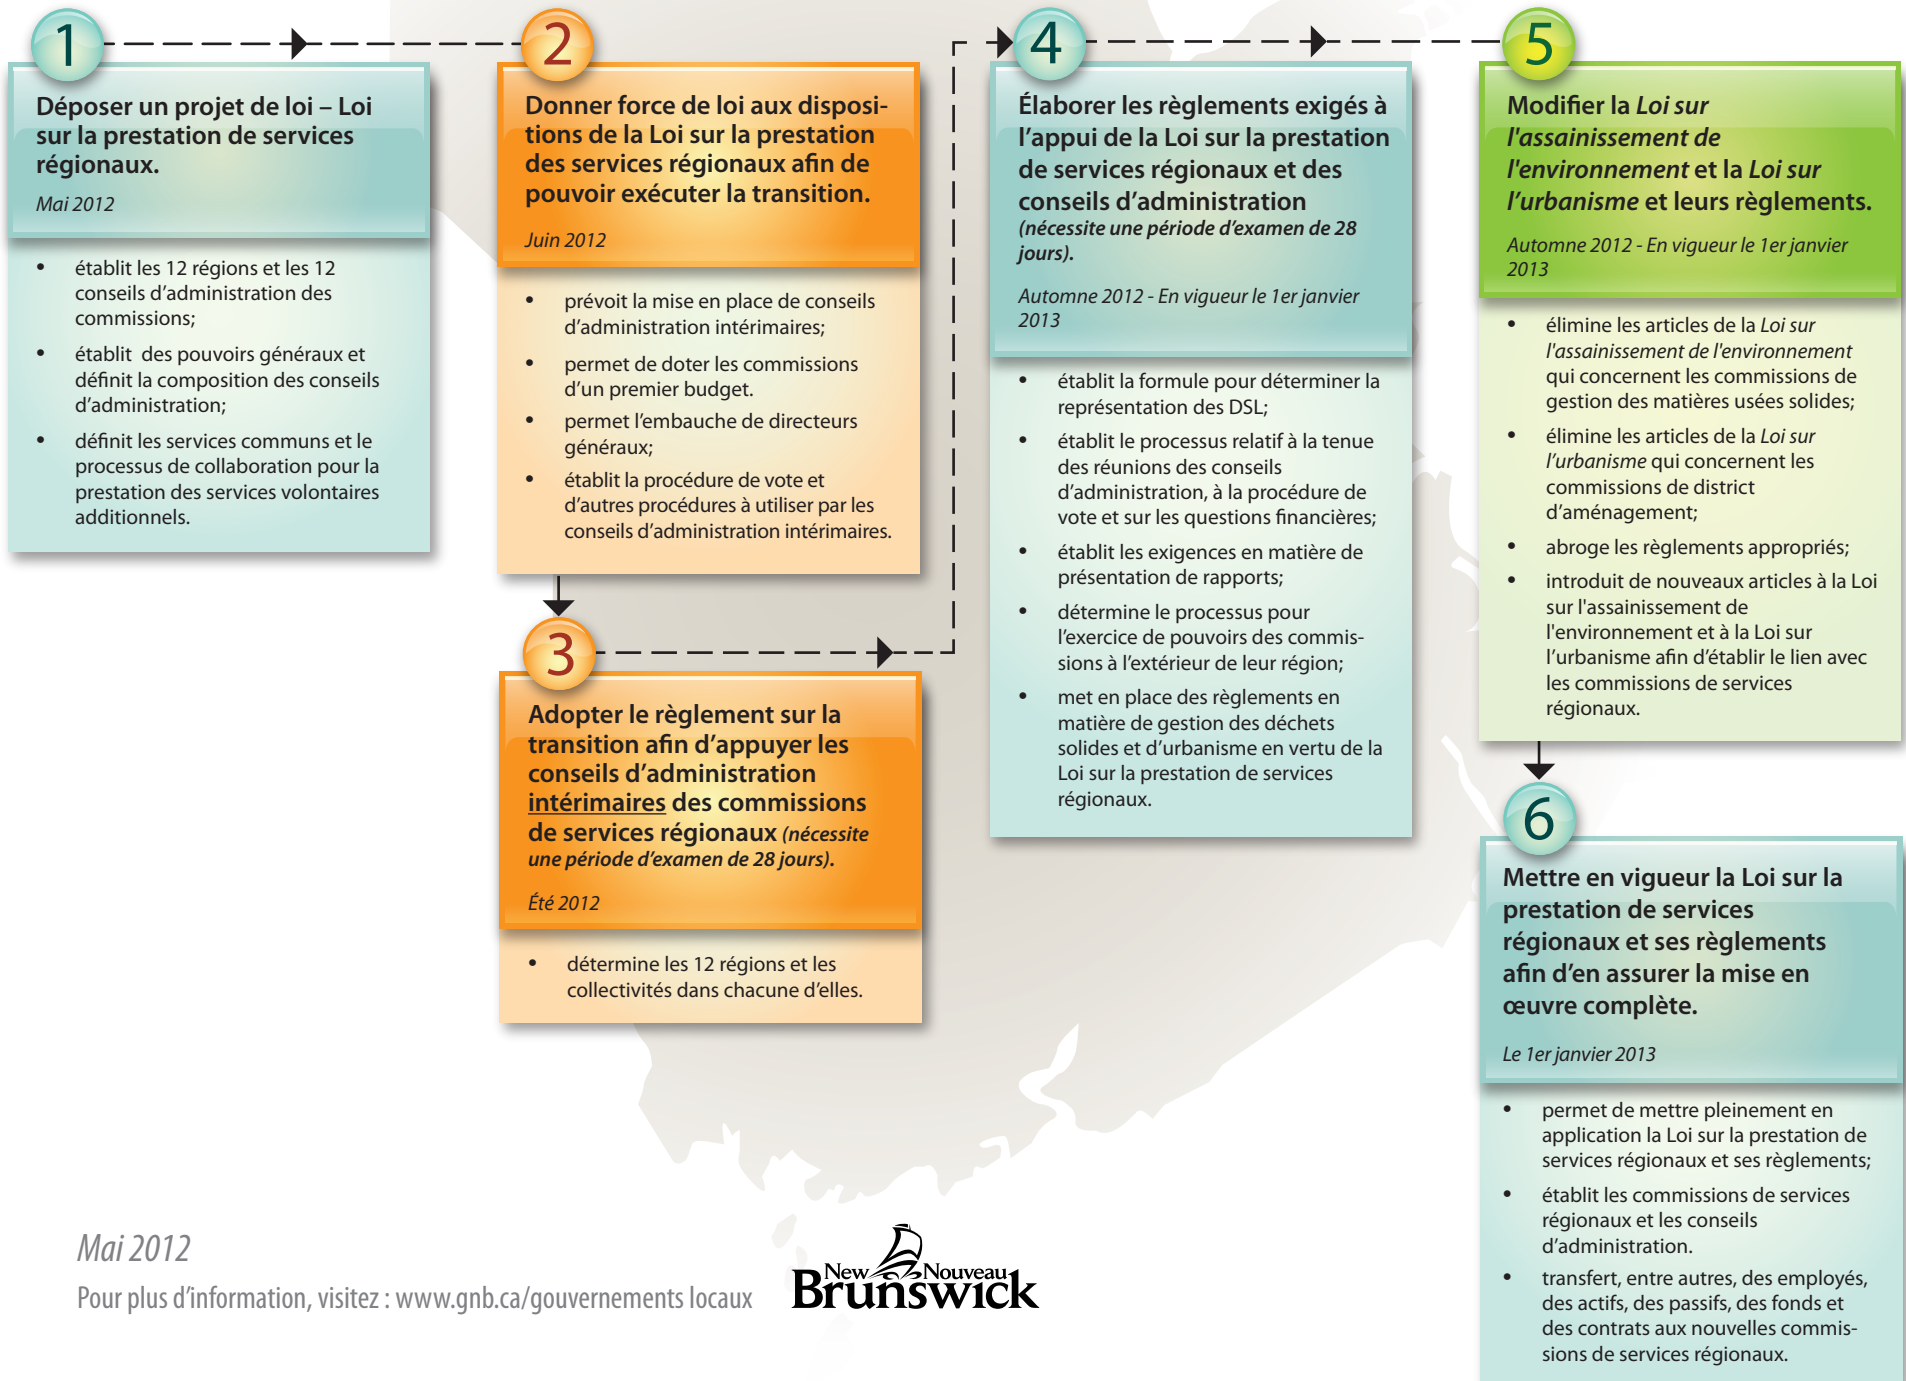 1
Déposer un projet de loi – Loi
sur la prestation de services
régionaux.
Mai 2012
• établit les 12 régions et les 12
conseils d’administration des
commissions;
• établit  des pouvoirs généraux et
définit la composition des conseils
d’administration;
• définit les services communs et le
processus de collaboration pour la
prestation des services volontaires
additionnels.
2
Donner force de loi aux disposi-
tions de la Loi sur la prestation
des services régionaux afin de
pouvoir exécuter la transition.
Juin 2012
• prévoit la mise en place de conseils
d’administration intérimaires;
• permet de doter les commissions
d’un premier budget.
• permet l’embauche de directeurs
généraux;
• établit la procédure de vote et
d’autres procédures à utiliser par les
conseils d’administration intérimaires.
3
Adopter le règlement sur la
transition afin d’appuyer les
conseils d’administration
intérimaires des commissions
de services régionaux (nécessite
une période d’examen de 28 jours).
Été 2012
• détermine les 12 régions et les
collectivités dans chacune d’elles.
4
Élaborer les règlements exigés à
l’appui de la Loi sur la prestation
de services régionaux et des
conseils d’administration
(nécessite une période d’examen de 28
jours).
Automne 2012 - En vigueur le 1er janvier
2013
• établit la formule pour déterminer la
représentation des DSL;
• établit le processus relatif à la tenue
des réunions des conseils
d’administration, à la procédure de
vote et sur les questions financières;
• établit les exigences en matière de
présentation de rapports;
• détermine le processus pour
l’exercice de pouvoirs des commis-
sions à l’extérieur de leur région;
• met en place des règlements en
matière de gestion des déchets
solides et d’urbanisme en vertu de la
Loi sur la prestation de services
régionaux.
5
Modifier la Loi sur
l'assainissement de
l'environnement et la Loi sur
l’urbanisme et leurs règlements.
Automne 2012 - En vigueur le 1er janvier
2013
• élimine les articles de la Loi sur
l'assainissement de l'environnement
qui concernent les commissions de
gestion des matières usées solides;
• élimine les articles de la Loi sur
l’urbanisme qui concernent les
commissions de district
d’aménagement;
• abroge les règlements appropriés;
• introduit de nouveaux articles à la Loi
sur l'assainissement de
l'environnement et à la Loi sur
l’urbanisme afin d’établir le lien avec
les commissions de services
régionaux.
6
Mettre en vigueur la Loi sur la
prestation de services
régionaux et ses règlements
afin d’en assurer la mise en
œuvre complète.
Le 1er janvier 2013
• permet de mettre pleinement en
application la Loi sur la prestation de
services régionaux et ses règlements;
• établit les commissions de services
régionaux et les conseils
d’administration.
• transfert, entre autres, des employés,
des actifs, des passifs, des fonds et
des contrats aux nouvelles commis-
sions de services régionaux.
Mai 2012
Pour plus d’information, visitez : www.gnb.ca/gouvernements locaux
New Nouveau
Brunswick